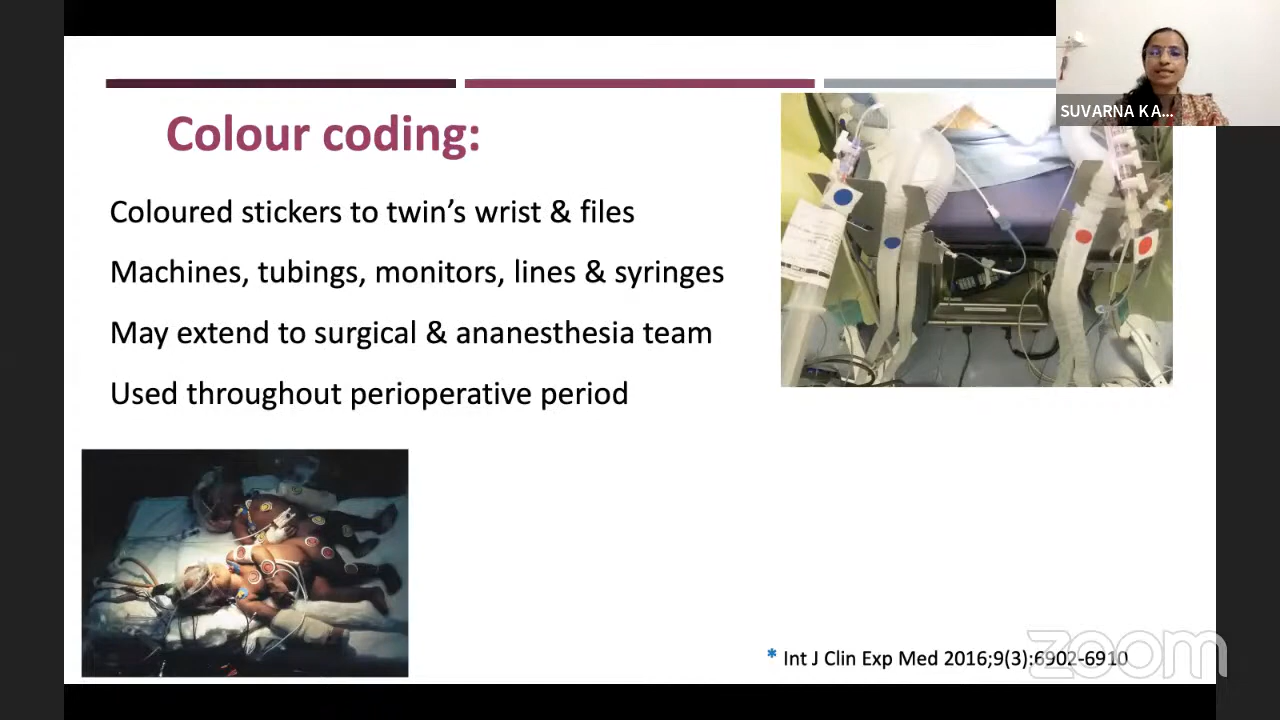 Colour coding:
Coloured stickers to twin's wrist & files
Machines, tubings, monitors, lines & syringes
May extend to surgical & ananesthesia team
Used throughout perioperative period
* Int J Clin Exp Med 2016;9(3):6902-6910
SUVARNA K A...
zoom